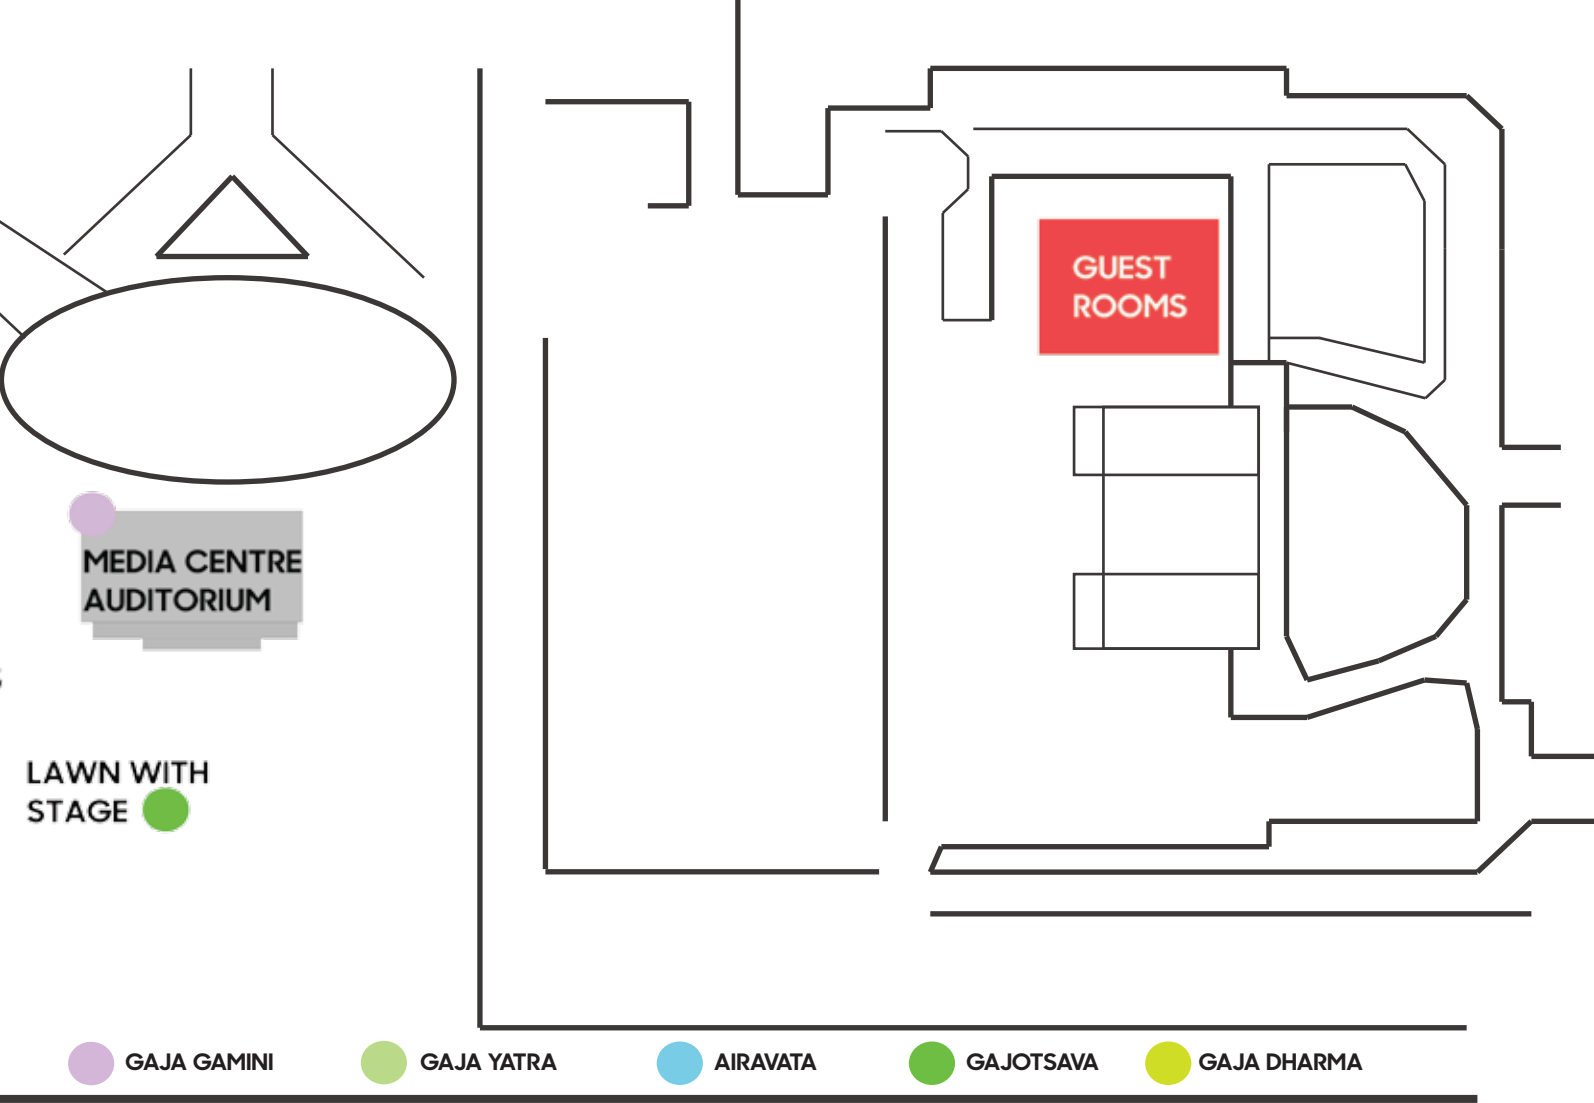 GUEST
ROOMS
MEDIA CENTRE
AUDITORIUM
LAWN WITH
STAGE
GAJA GAMINI
GAJA YATRA
AIRAVATA
GAJOTSAVA
GAJA DHARMA